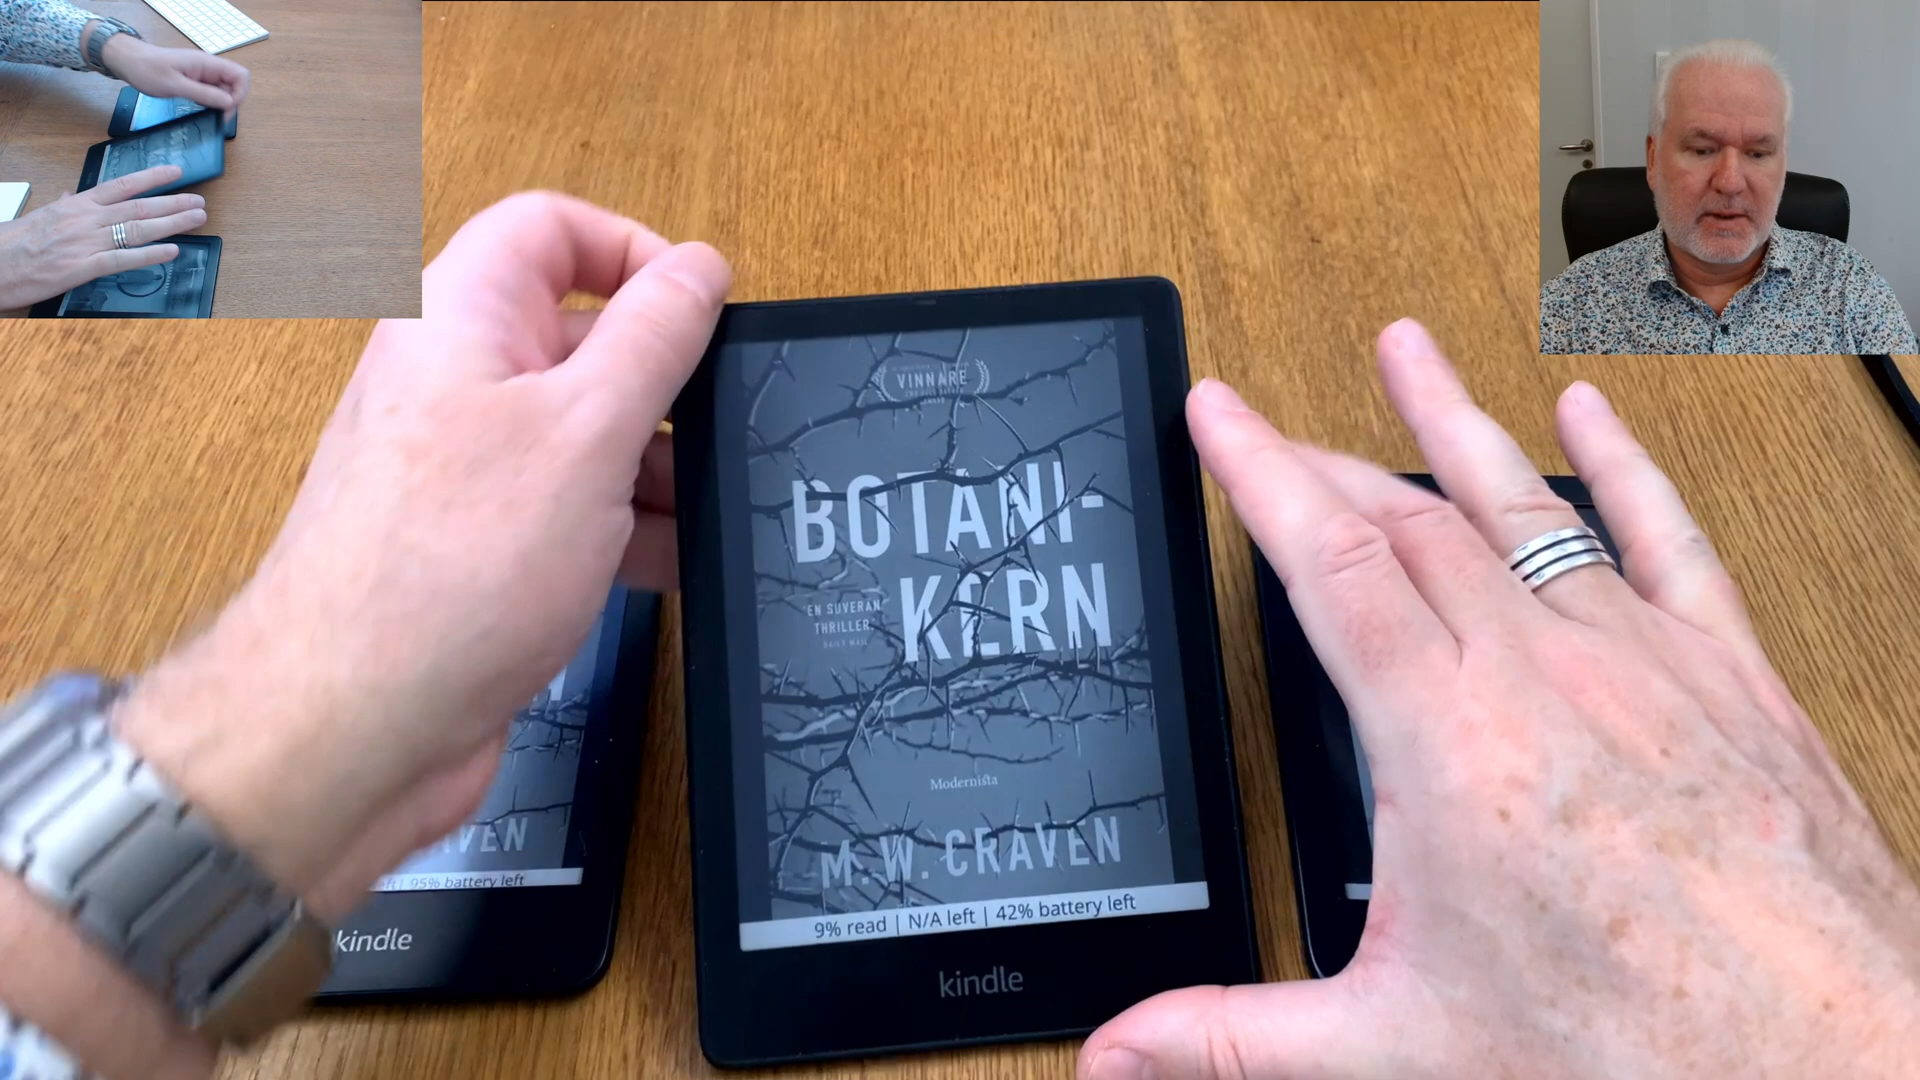 VINNARE
BOTANI-
KERN
"EN SUVERÄN
THRILLER"
DAILY MAIL
Modernista
M. W. CRAVEN
9% read | N/A left | 42% battery left
kindle
AVEN
95% battery left
kindle